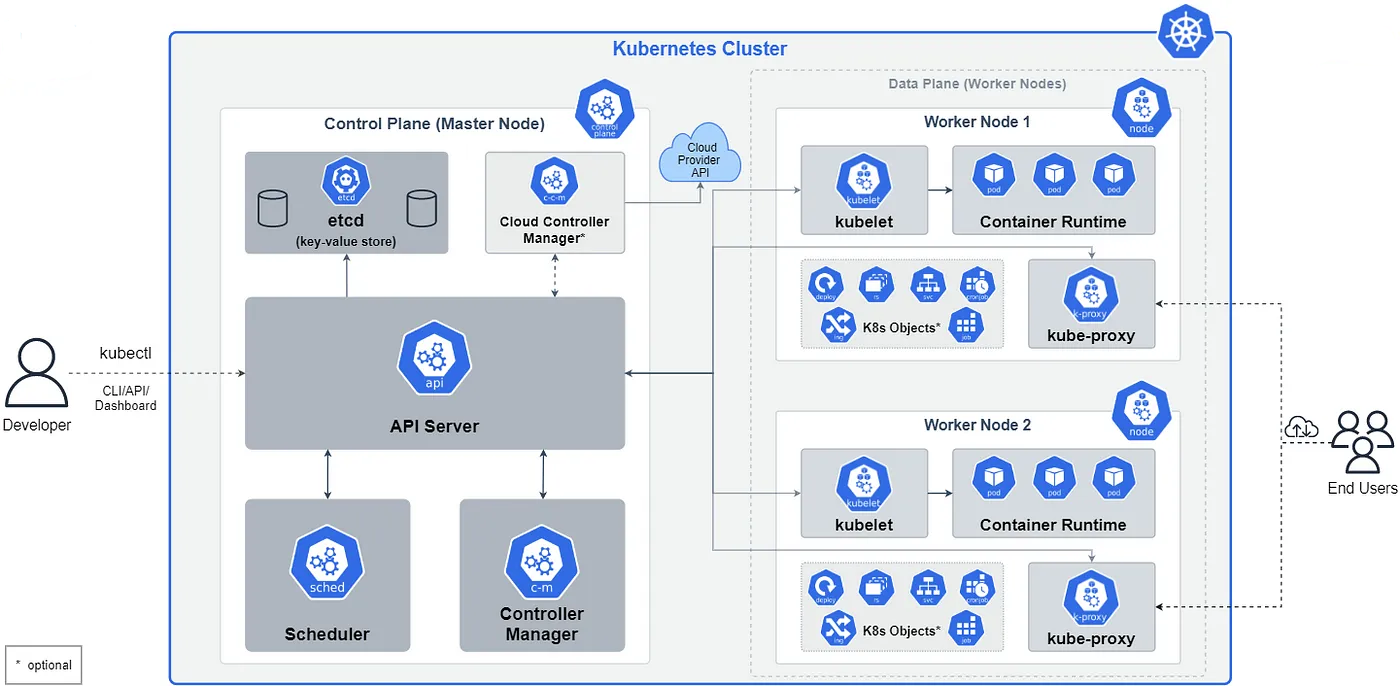 Kubernetes Cluster
Control Plane (Master Node)
control
plane
etcd
etcd
(key-value store)
c-c-m
Cloud Controller
Manager*
Cloud
Provider
API
api
API Server
sched
Scheduler
c-m
Controller
Manager
Developer
kubectl
CLI/API/
Dashboard
* optional
Data Plane (Worker Nodes)
Worker Node 1
node
kubelet
kubelet
pod
pod
pod
Container Runtime
deploy
rs
svc
cronjob
ing
K8s Objects*
job
k-proxy
kube-proxy
Worker Node 2
node
kubelet
kubelet
pod
pod
pod
Container Runtime
deploy
rs
svc
cronjob
ing
K8s Objects*
job
k-proxy
kube-proxy
End Users